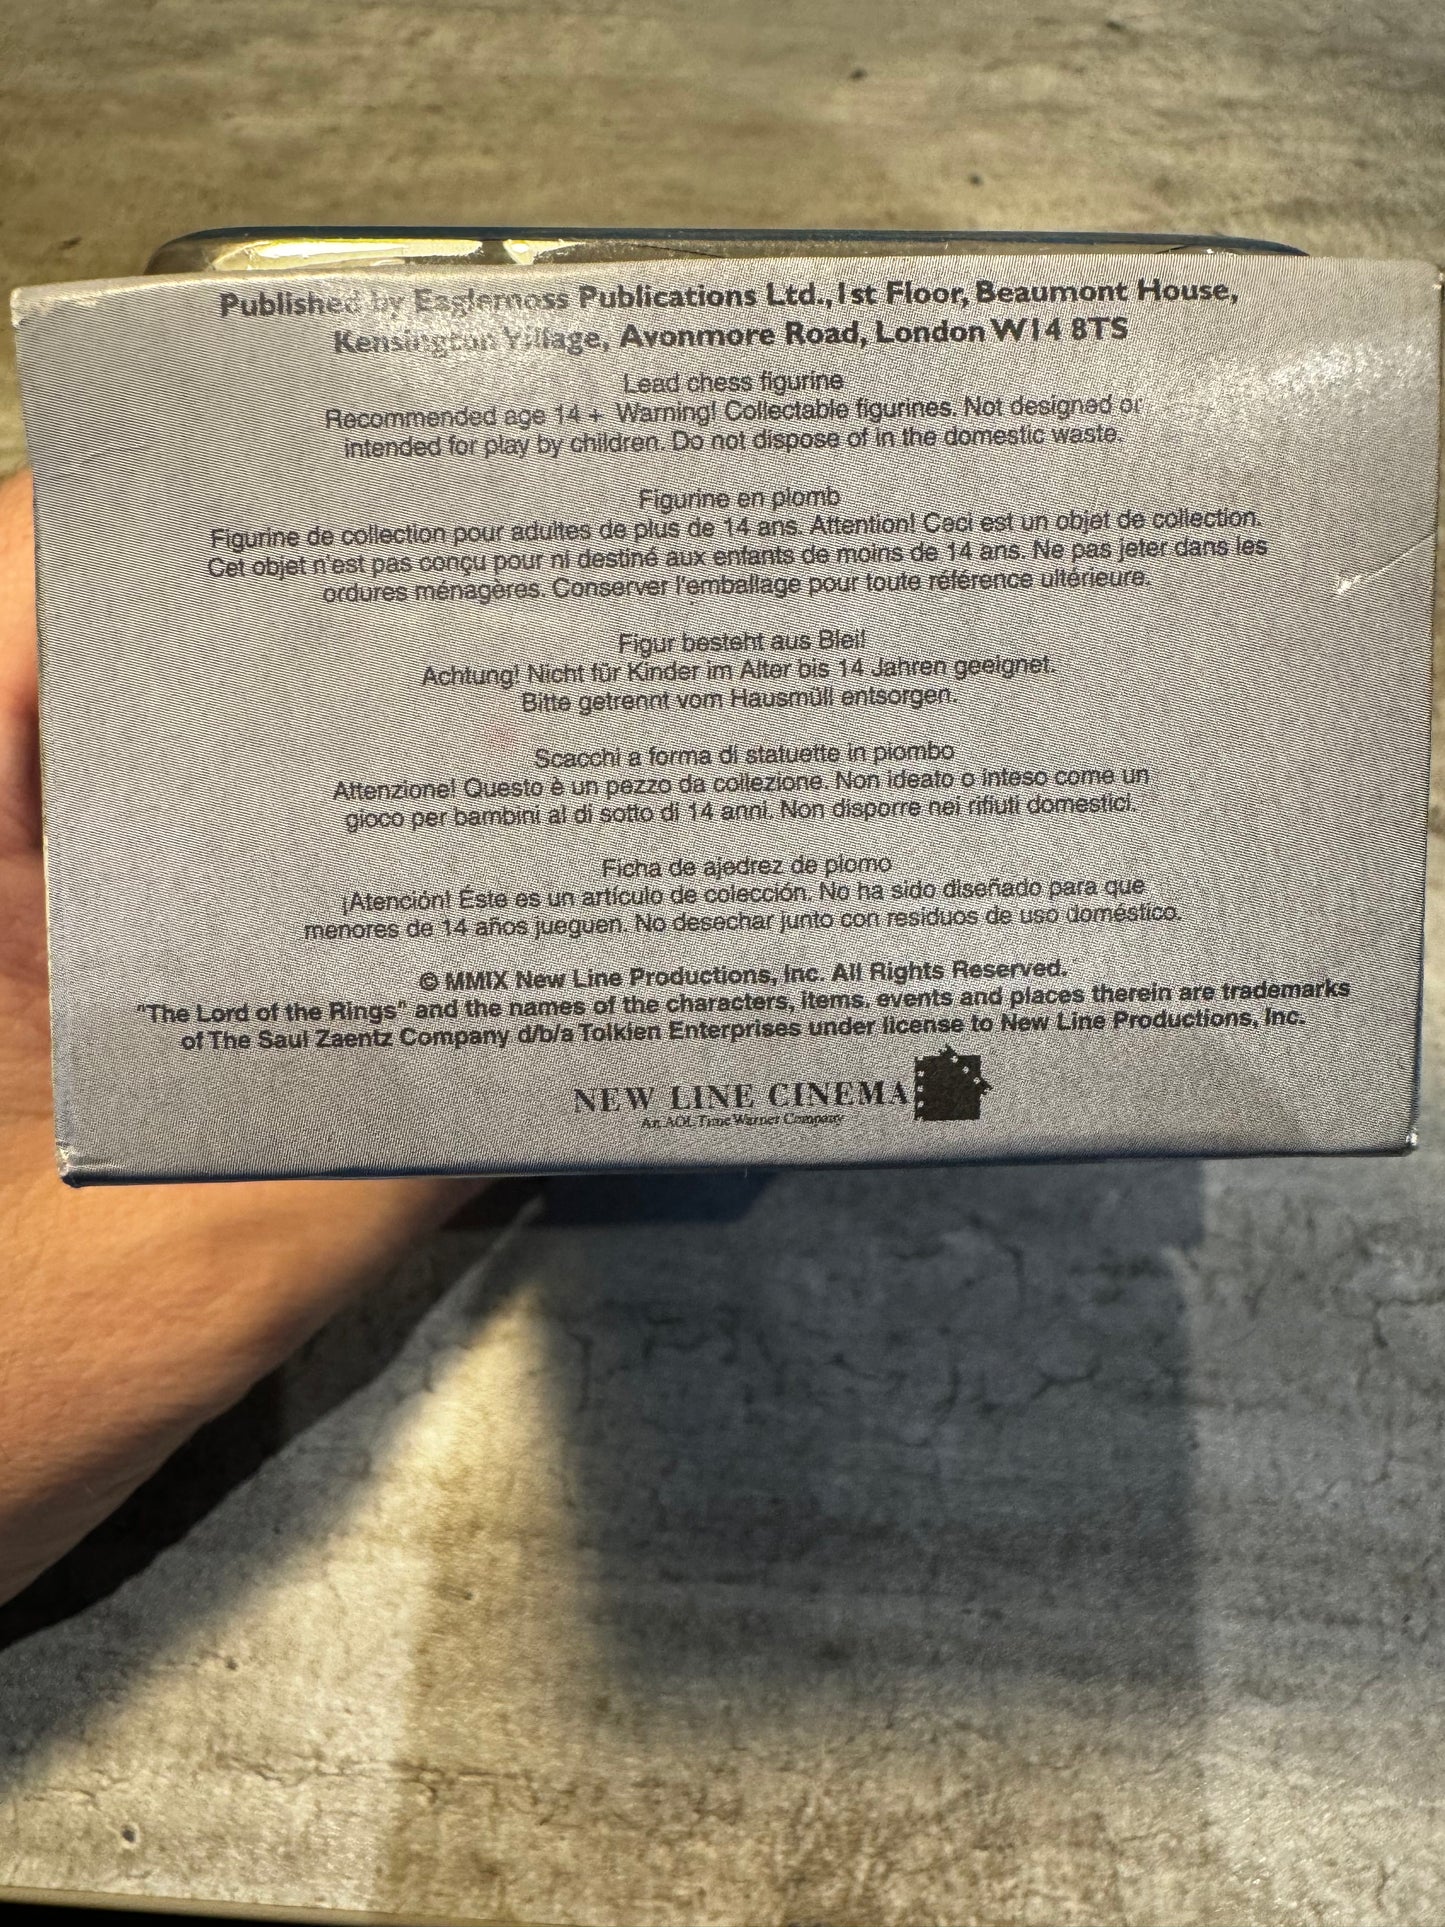 Published by Eaglemoss Publications Ltd., 1st Floor, Beaumont House,
Kensington Village, Avonmore Road, London W14 8TS
Lead chess figurine
Recommended age 14 + Warning! Collectable figurines. Not designed or
intended for play by children. Do not dispose of in the domestic waste.
Figurine en plomb
Figurine de collection pour adultes de plus de 14 ans. Attention! Ceci est un objet de collection.
Cet objet n'est pas conçu pour ni destiné aux enfants de moins de 14 ans. Ne pas jeter dans les
ordures ménagères. Conserver l'emballage pour toute référence ultérieure.
Figur besteht aus Blei!
Achtung! Nicht für Kinder im Alter bis 14 Jahren geeignet.
Bitte getrennt vom Hausmüll entsorgen.
Scacchi a forma di statuette in piombo
Attenzione! Questo è un pezzo da collezione. Non ideato o inteso come un
gioco per bambini al di sotto di 14 anni. Non disporre nei rifiuti domestici.
Ficha de ajedrez de plomo
¡Atención! Éste es un artículo de colección. No ha sido diseñado para que
menores de 14 años jueguen. No desechar junto con residuos de uso doméstico.
© MMIX New Line Productions, Inc. All Rights Reserved.
"The Lord of the Rings" and the names of the characters, items, events and places therein are trademarks
of The Saul Zaentz Company d/b/a Tolkien Enterprises under license to New Line Productions, Inc.
NEW LINE CINEMA
An AOL Time Warner Company